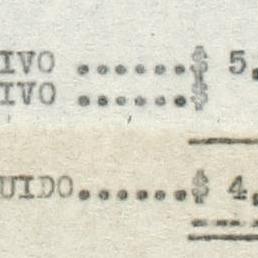 IVO ......$ 5.
IVO ......$
UIDO......$ 4.